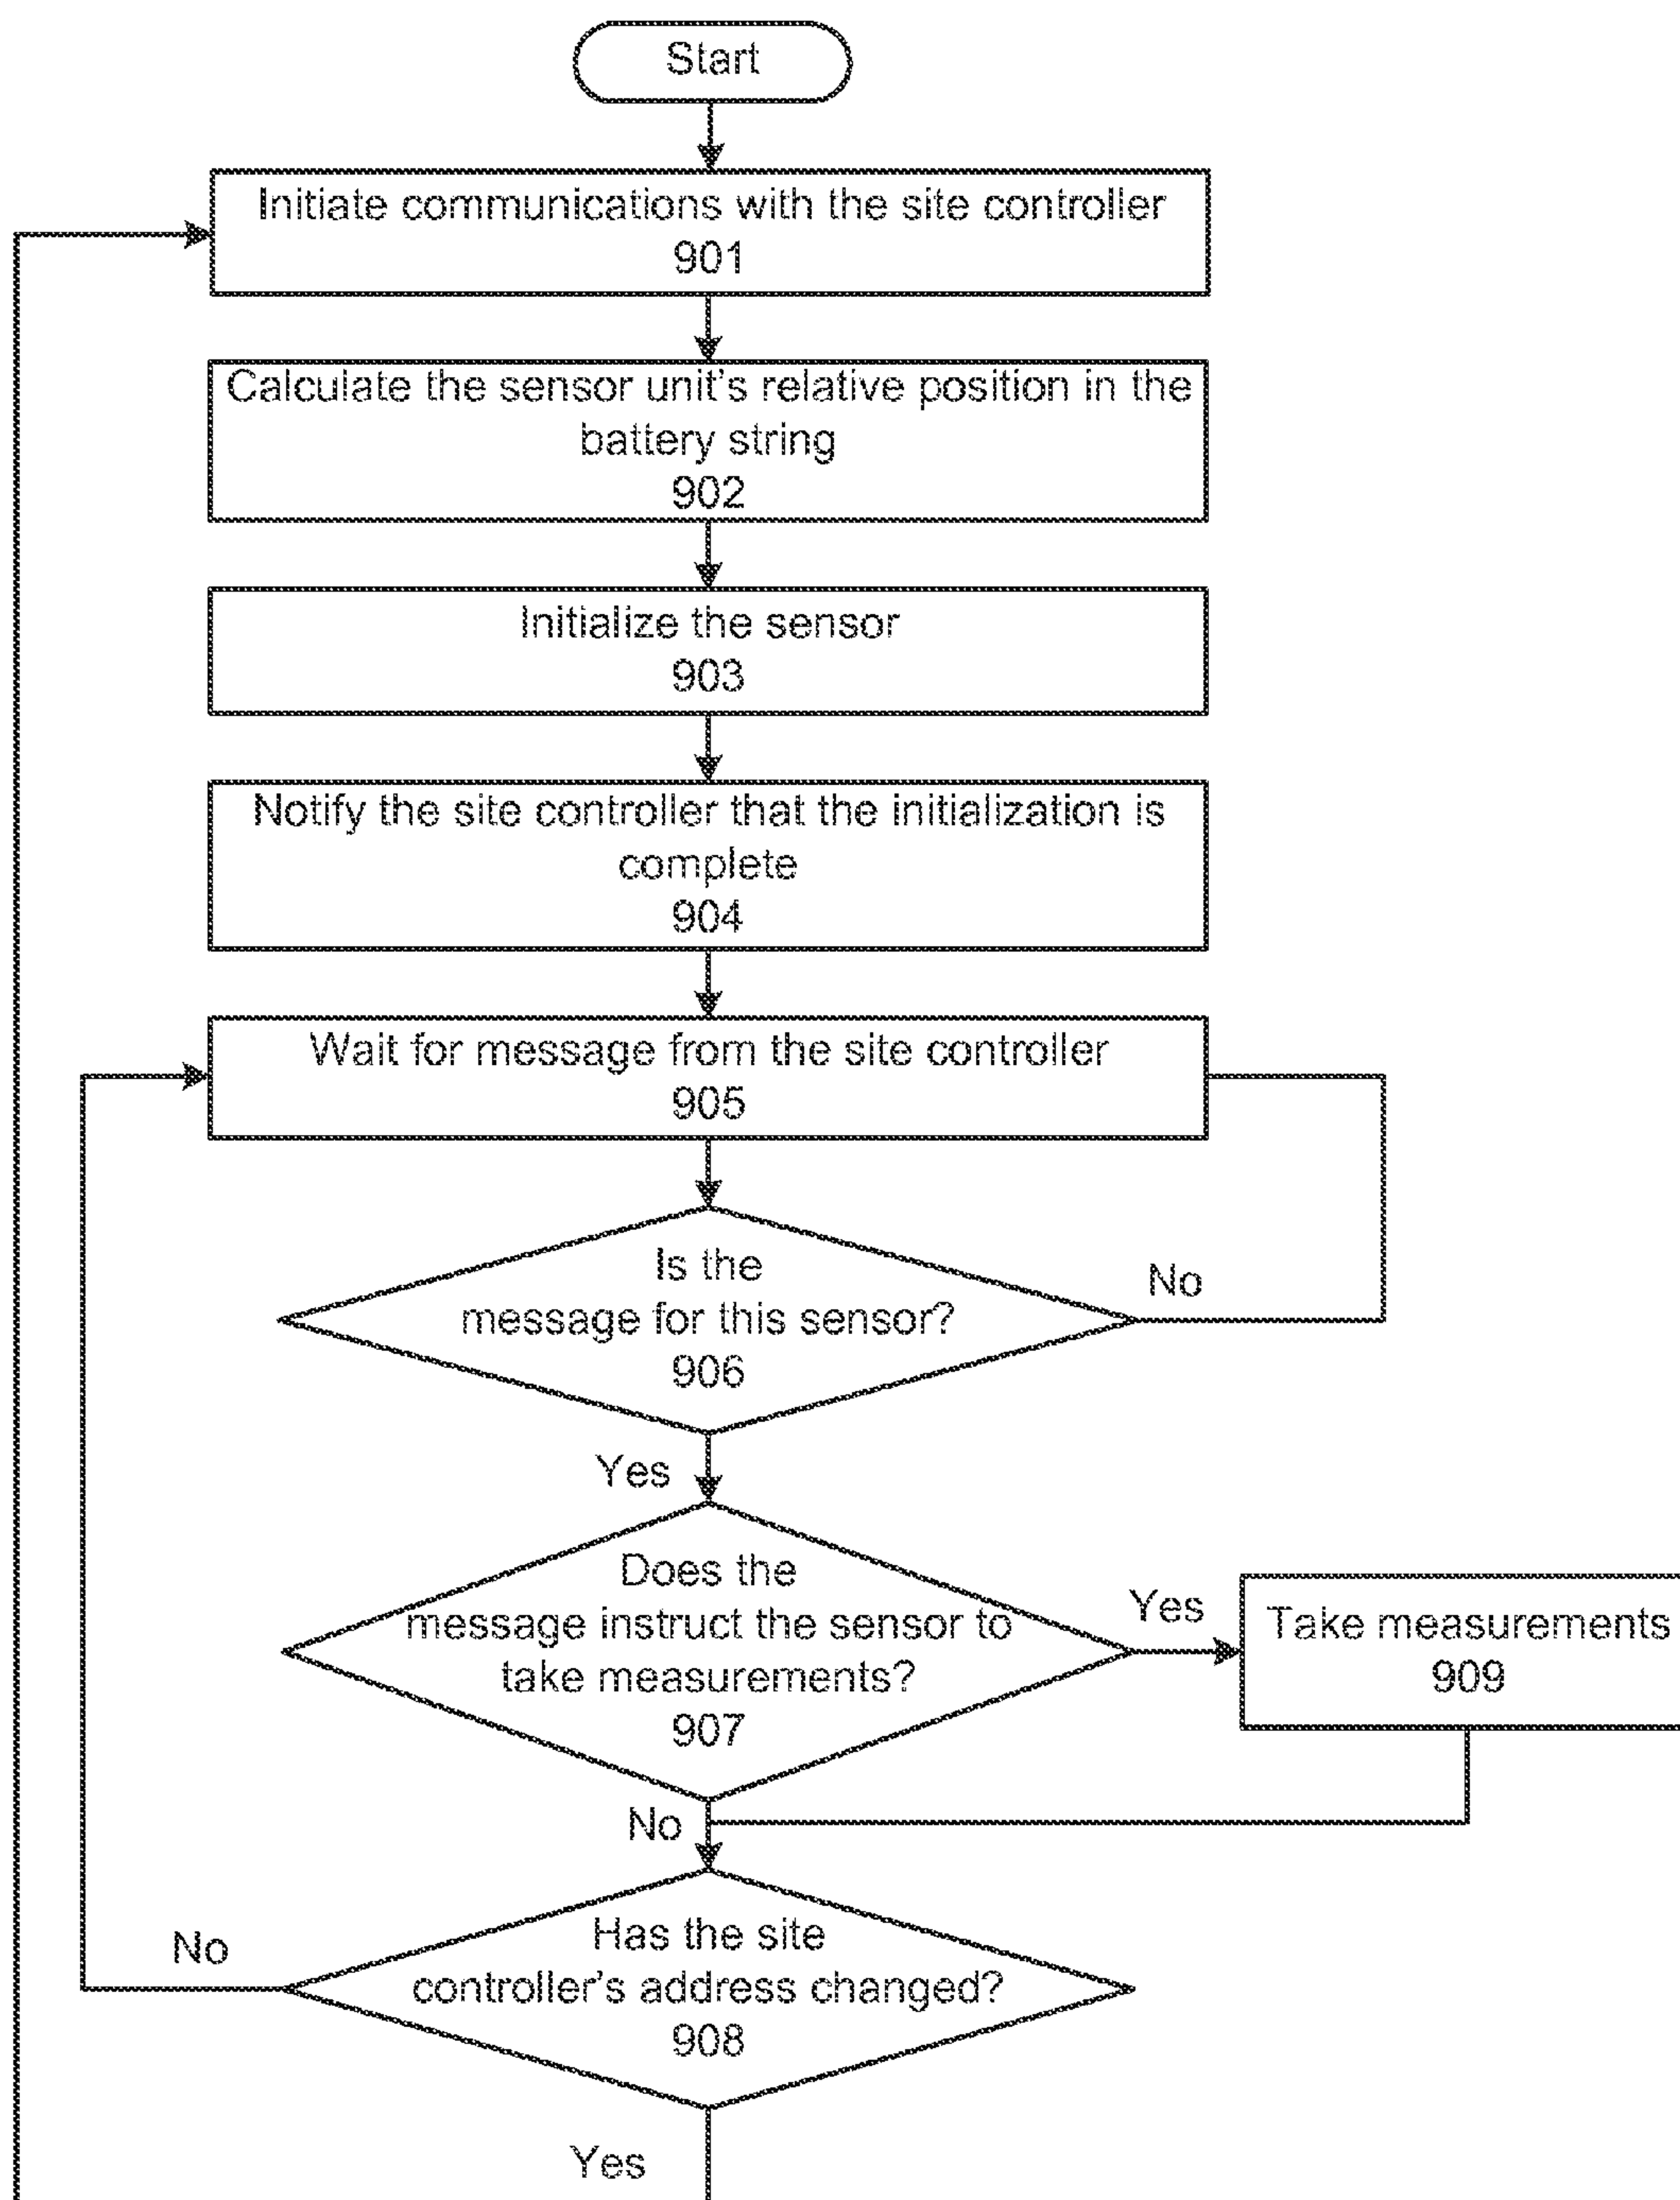 Start
Initiate communications with the site controller
901
Calculate the sensor unit's relative position in the
battery string
902
Initialize the sensor
903
Notify the site controller that the initialization is
complete
904
Wait for message from the site controller
905
Is the
message for this sensor?
906
No
Yes
Does the
message instruct the sensor to
take measurements?
907
Yes
Take measurements
909
No
Has the site
controller's address changed?
908
No
Yes